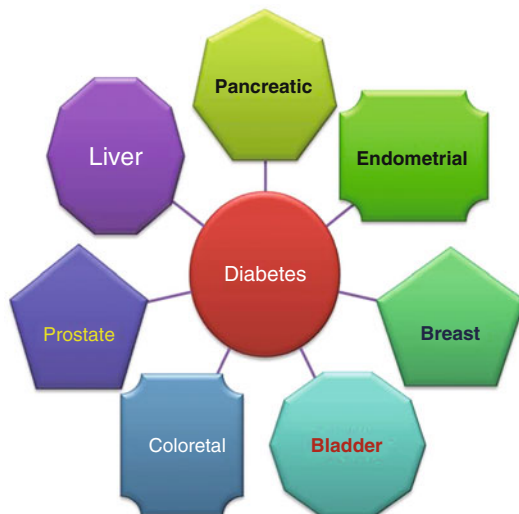 Pancreatic
Endometrial
Liver
Diabetes
Prostate
Breast
Coloretal
Bladder